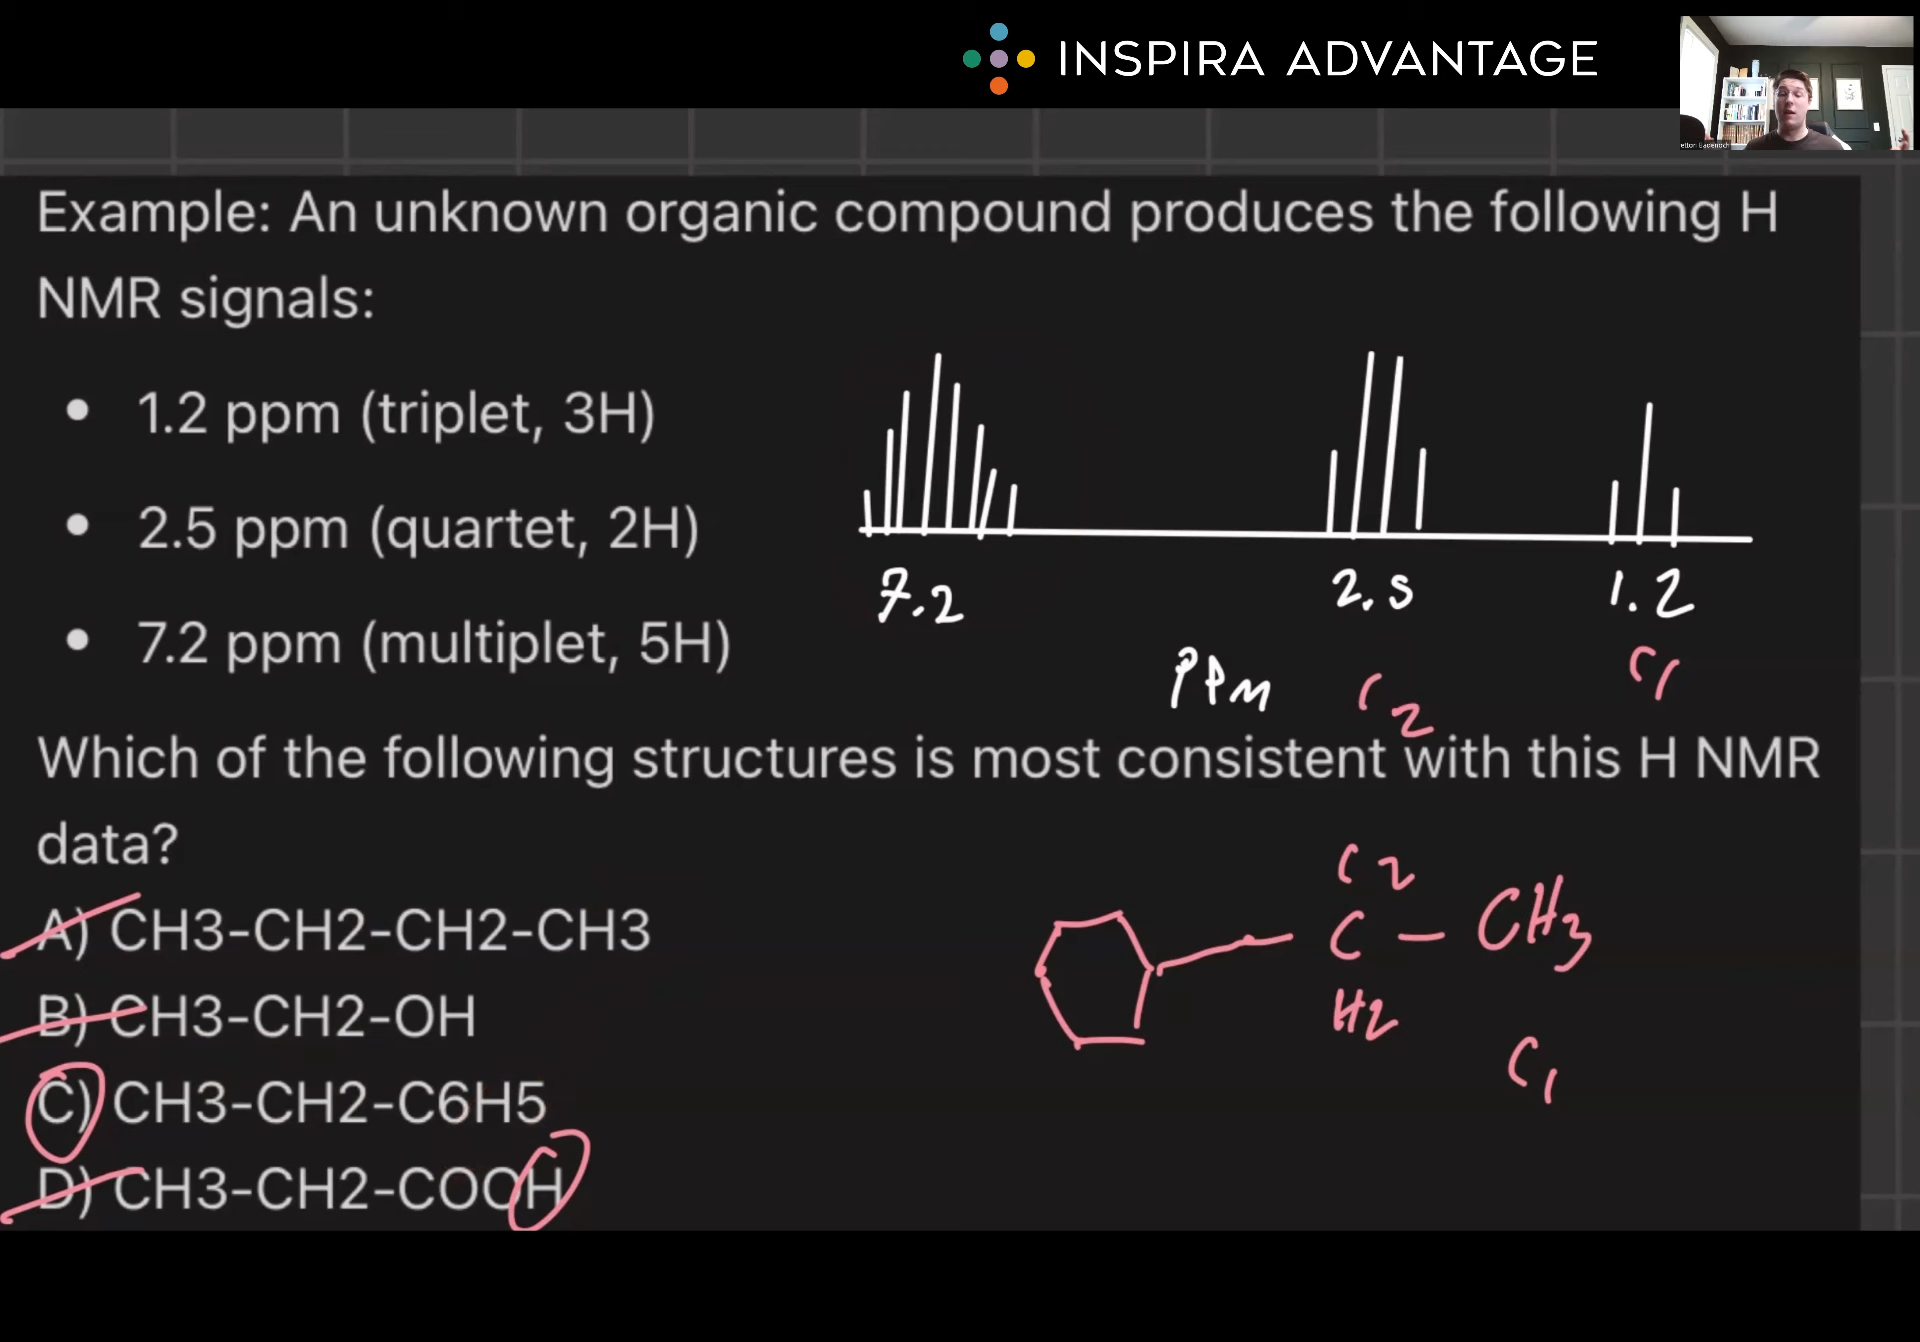 INSPIRA ADVANTAGE
Example: An unknown organic compound produces the following H
NMR signals:
• 1.2 ppm (triplet, 3H)
• 2.5 ppm (quartet, 2H)
• 7.2 ppm (multiplet, 5H)
7.2 2.5 1.2
PPM C2 C1
Which of the following structures is most consistent with this H NMR
data?
A) CH3-CH2-CH2-CH3
B) CH3-CH2-OH
C) CH3-CH2-C6H5
D) CH3-CH2-COOH
C2
C - CH3
H2
C1